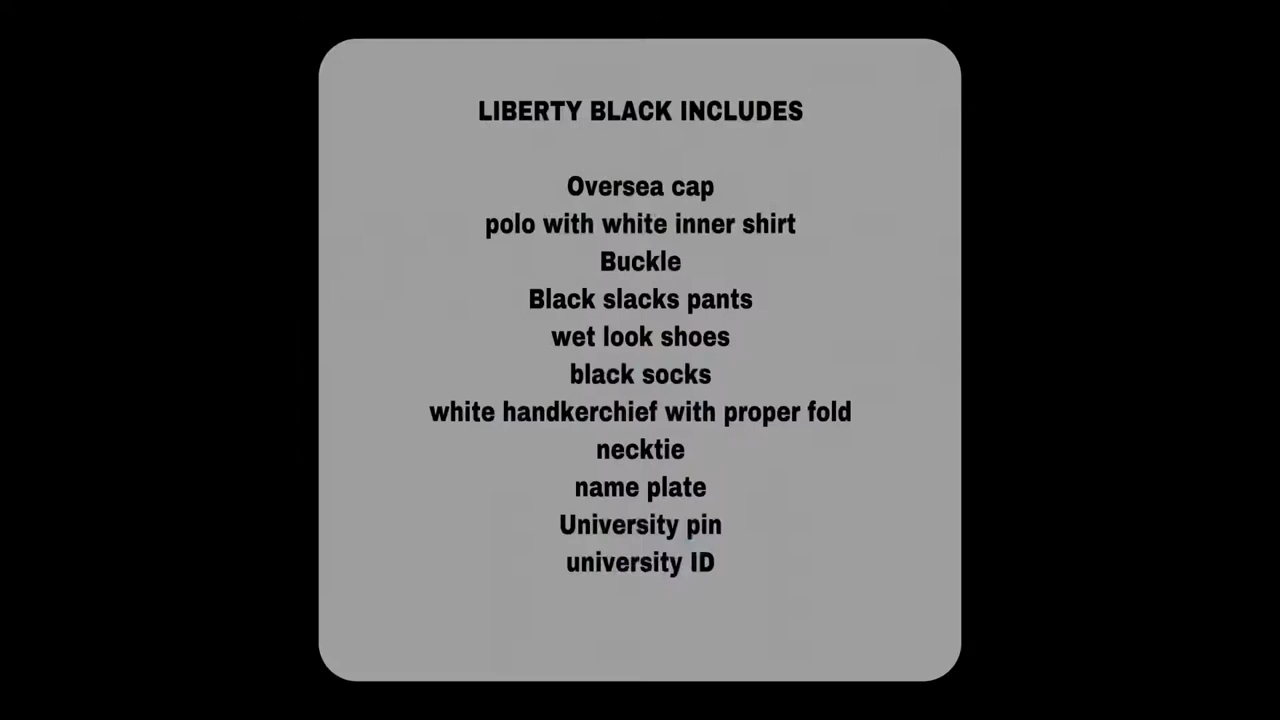 LIBERTY BLACK INCLUDES
Oversea cap
polo with white inner shirt
Buckle
Black slacks pants
wet look shoes
black socks
white handkerchief with proper fold
necktie
name plate
University pin
university ID